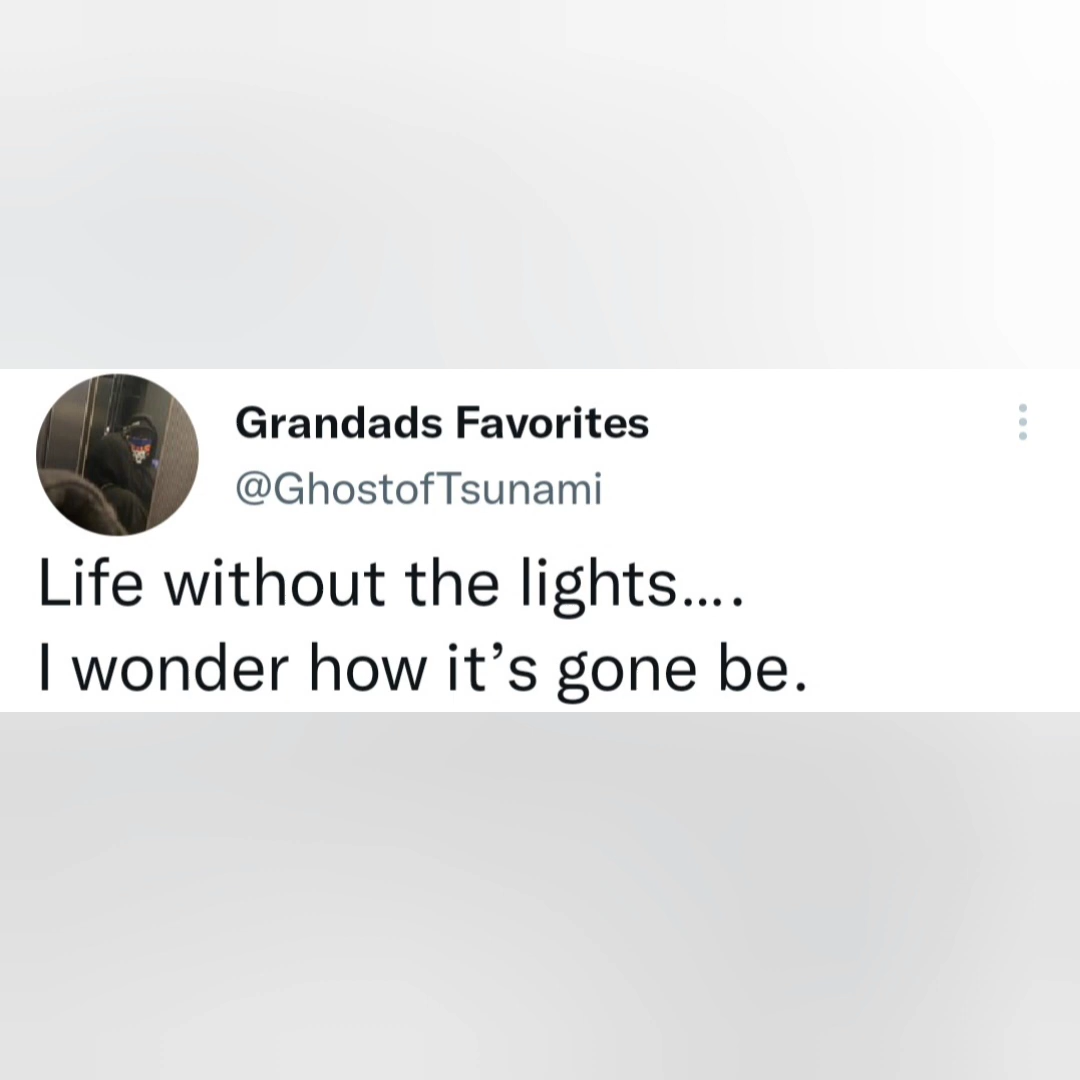 Grandads Favorites
@GhostofTsunami
Life without the lights….
I wonder how it’s gone be.